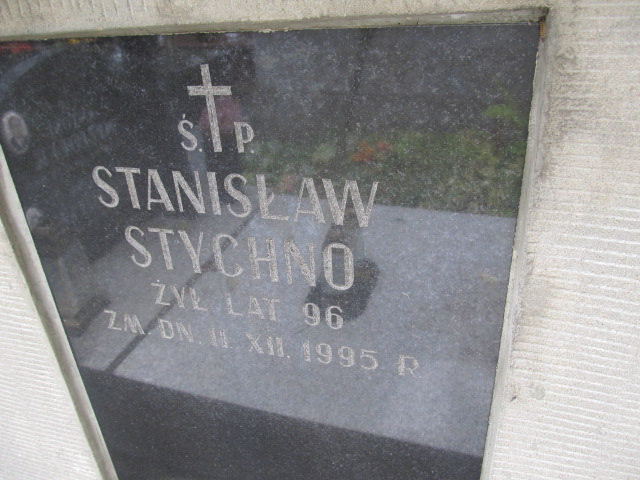 Ś. P.
STANISŁAW
STYCHNO
ŻYŁ LAT 96
ZM. DN. 11. XII. 1995 R